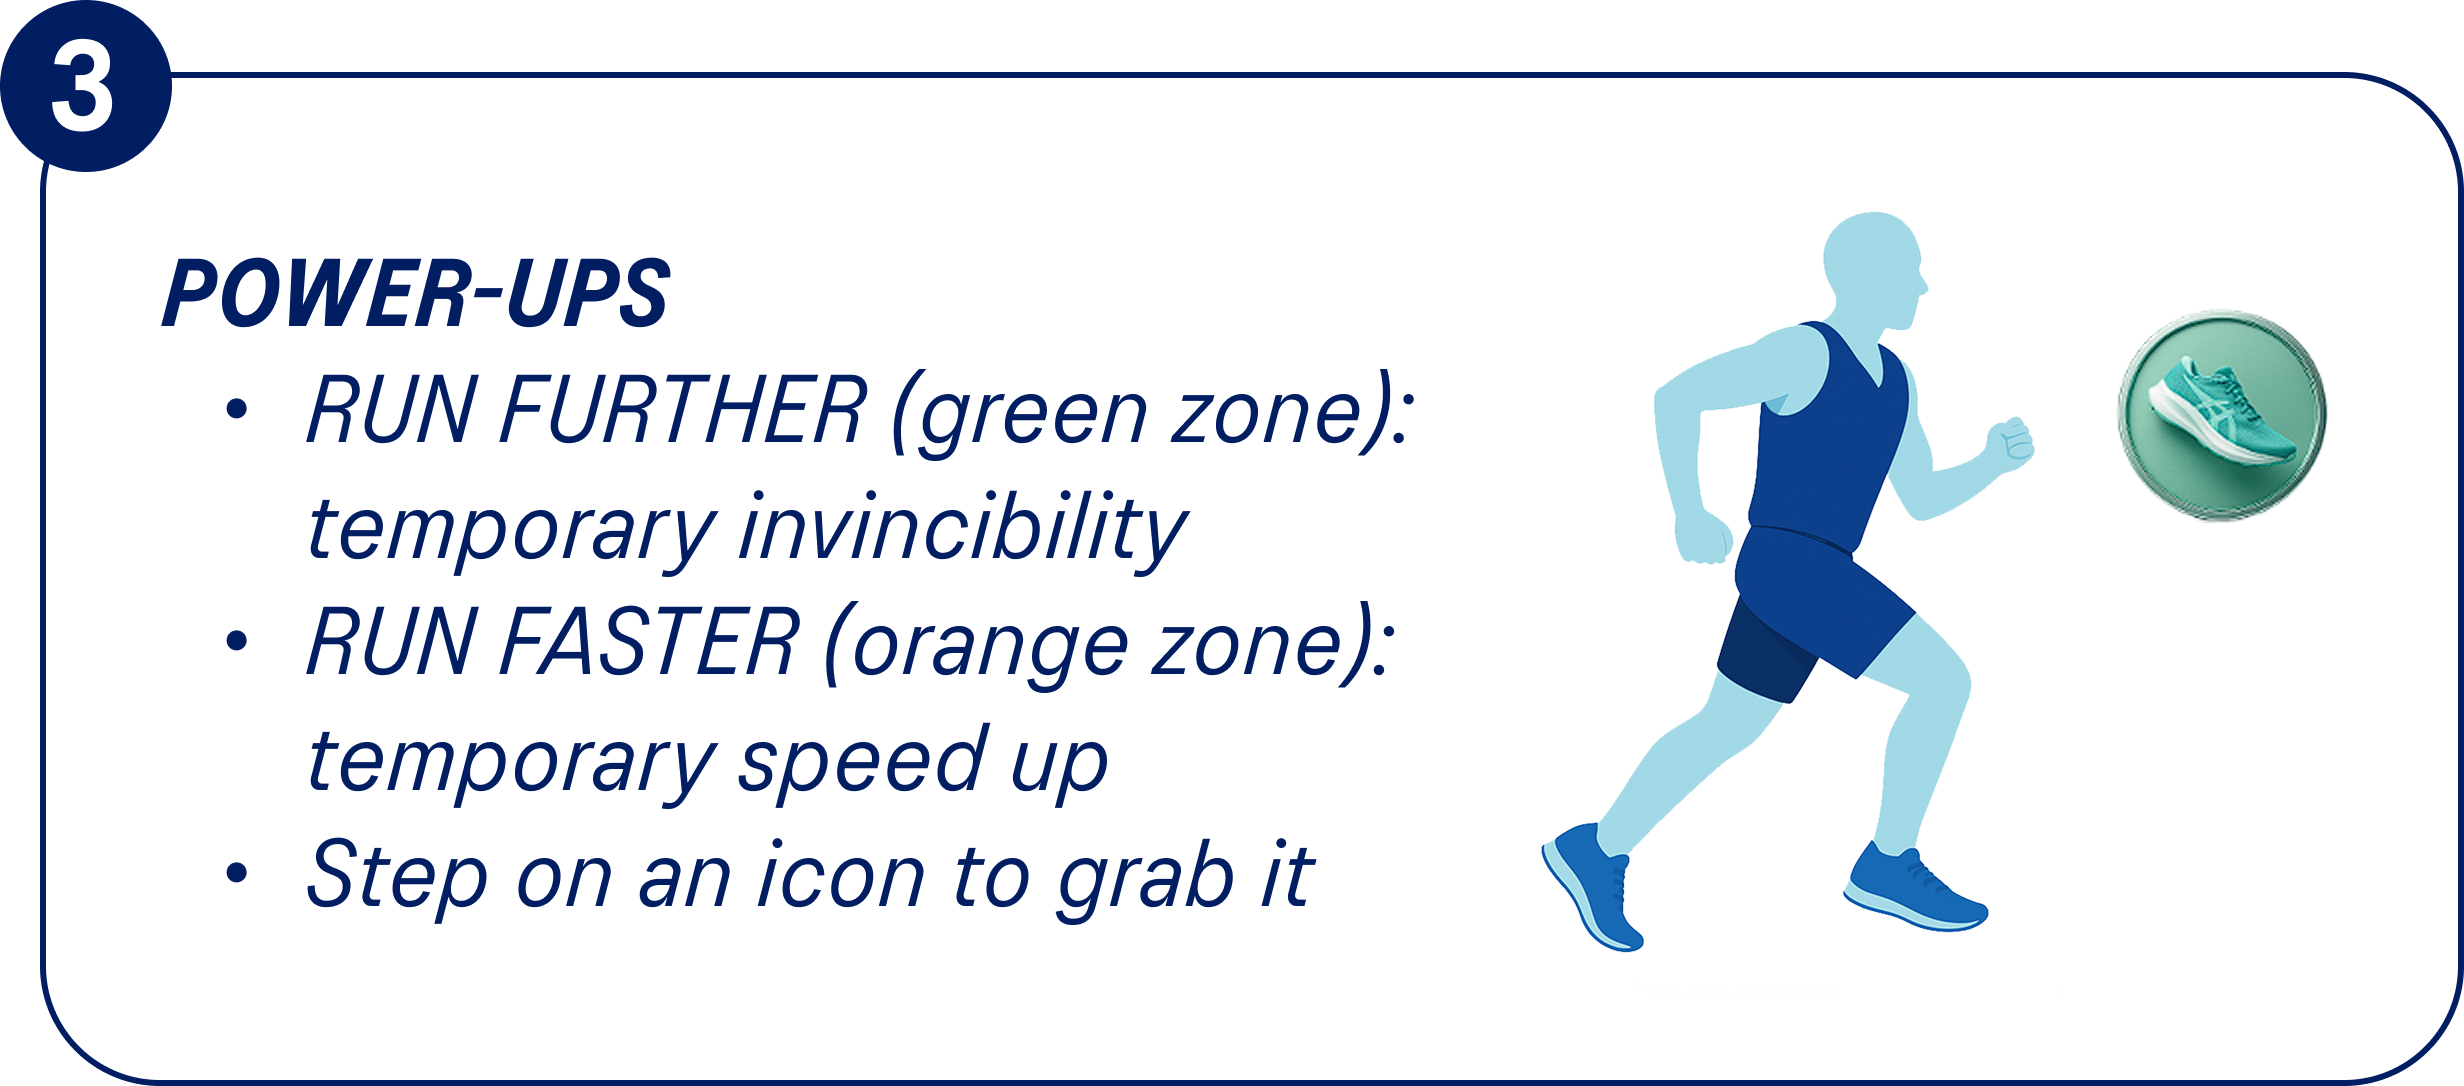 3
POWER-UPS
• RUN FURTHER (green zone):
temporary invincibility
• RUN FASTER (orange zone):
temporary speed up
• Step on an icon to grab it